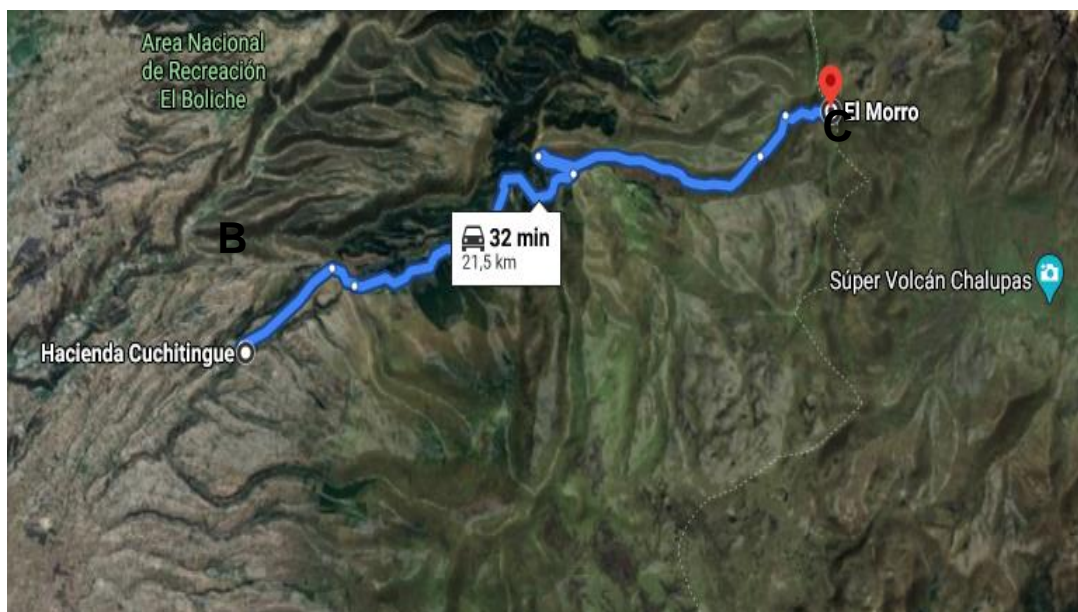 Area Nacional
de Recreación
El Boliche
C El Morro
B
32 min
21,5 km
Súper Volcán Chalupas
Hacienda Cuchitingue